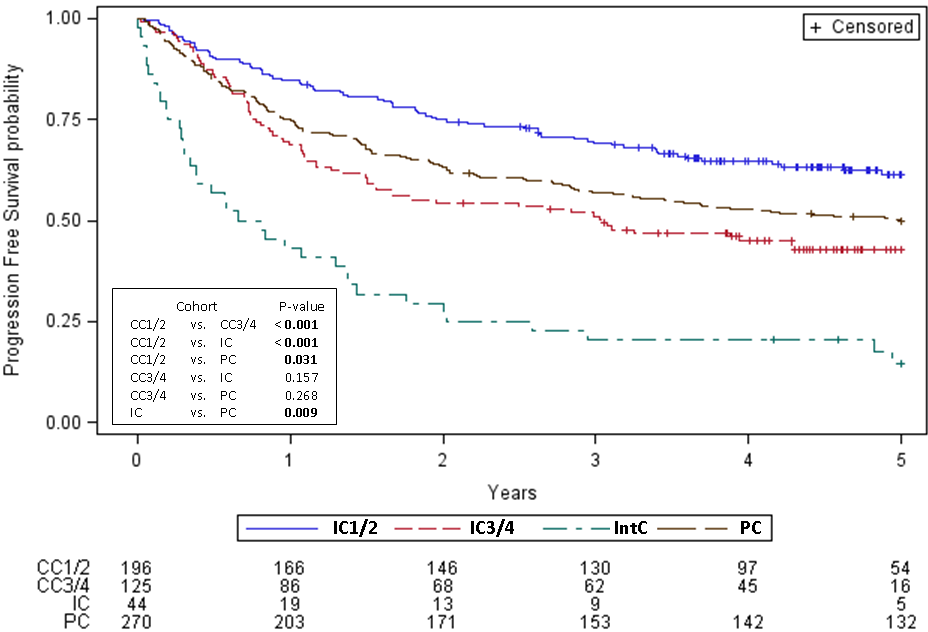 1.00
+ Censored
Progression Free Survival probability
0.75
0.50
0.25
0.00
Cohort P-value
CC1/2 vs. CC3/4 <0.001
CC1/2 vs. IC <0.001
CC1/2 vs. PC 0.031
CC3/4 vs. IC 0.157
CC3/4 vs. PC 0.268
IC vs. PC 0.009
0 1 2 3 4 5
Years
IC1/2 IC3/4 IntC PC
CC1/2 196 166 146 130 97 54
CC3/4 125 86 68 62 45 16
IC 44 19 13 9 5
PC 270 203 171 153 142 132